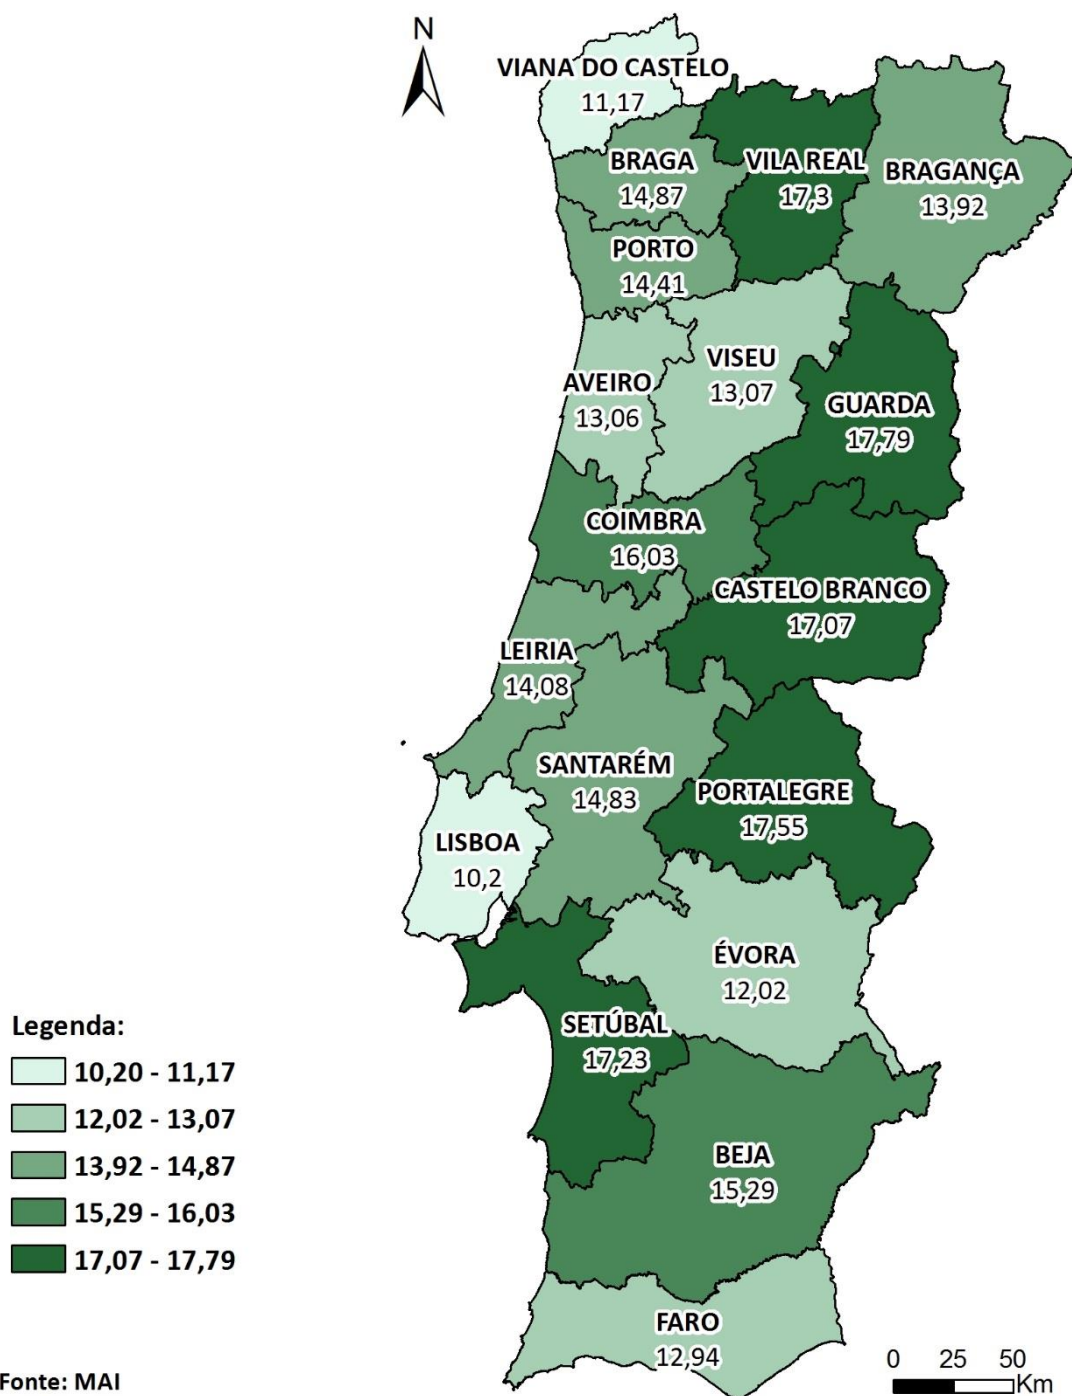 N
VIANA DO CASTELO
11,17
BRAGA
14,87
VILA REAL
17,3
BRAGANÇA
13,92
PORTO
14,41
VISEU
13,07
AVEIRO
13,06
GUARDA
17,79
COIMBRA
16,03
CASTELO BRANCO
17,07
LEIRIA
14,08
SANTARÉM
14,83
PORTALEGRE
17,55
LISBOA
10,2
ÉVORA
12,02
SETÚBAL
17,23
BEJA
15,29
FARO
12,94
Legenda:
10,20 - 11,17
12,02 - 13,07
13,92 - 14,87
15,29 - 16,03
17,07 - 17,79
Fonte: MAI
0 25 50
Km